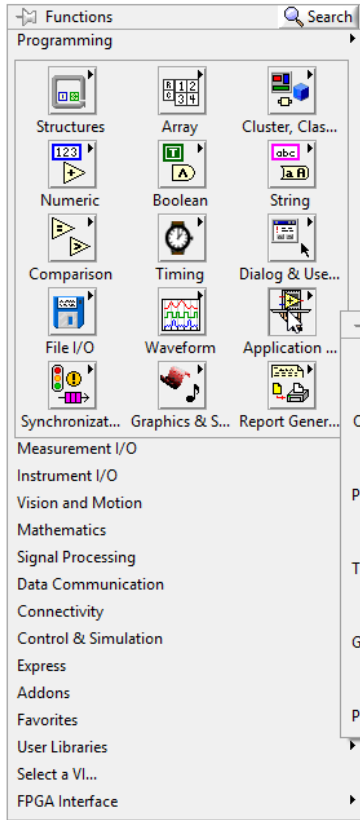 Functions Search
Programming
Structures Array Cluster, Clas...
123 abc
Numeric Boolean String
Comparison Timing Dialog & Use...
File I/O Waveform Application ...
Synchronizat... Graphics & S... Report Gener...
Measurement I/O
Instrument I/O
Vision and Motion
Mathematics
Signal Processing
Data Communication
Connectivity
Control & Simulation
Express
Addons
Favorites
User Libraries
Select a VI...
FPGA Interface